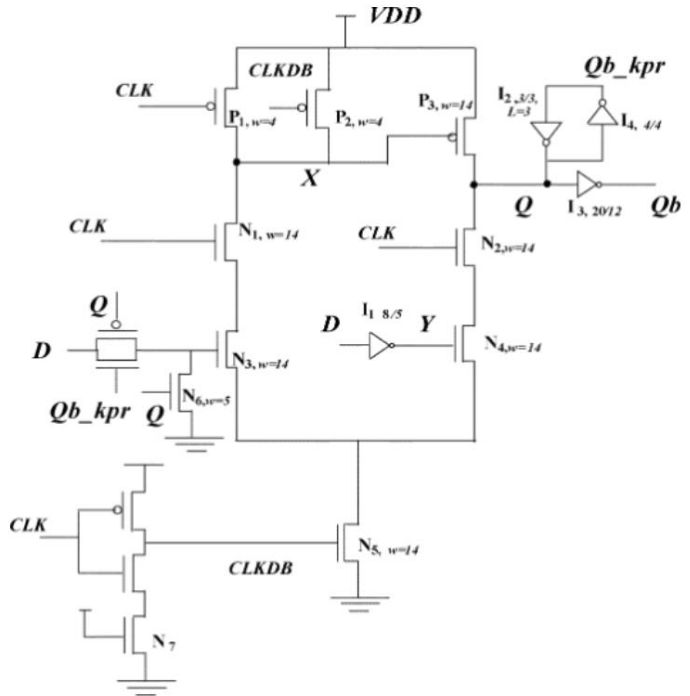 VDD
CLKDB
CLK
P1, w=4
P2, w=4
P3, w=14
Qb_kpr
I2, 3/3,
L=3
I4, 4/4
X
Q
I3, 20/12
Qb
CLK
N1, w=14
CLK
N2, w=14
Q
D
N3, w=14
D
I1 8/5
Y
N4, w=14
Qb_kpr
Q
N6, w=5
CLK
CLKDB
N5, w=14
N7